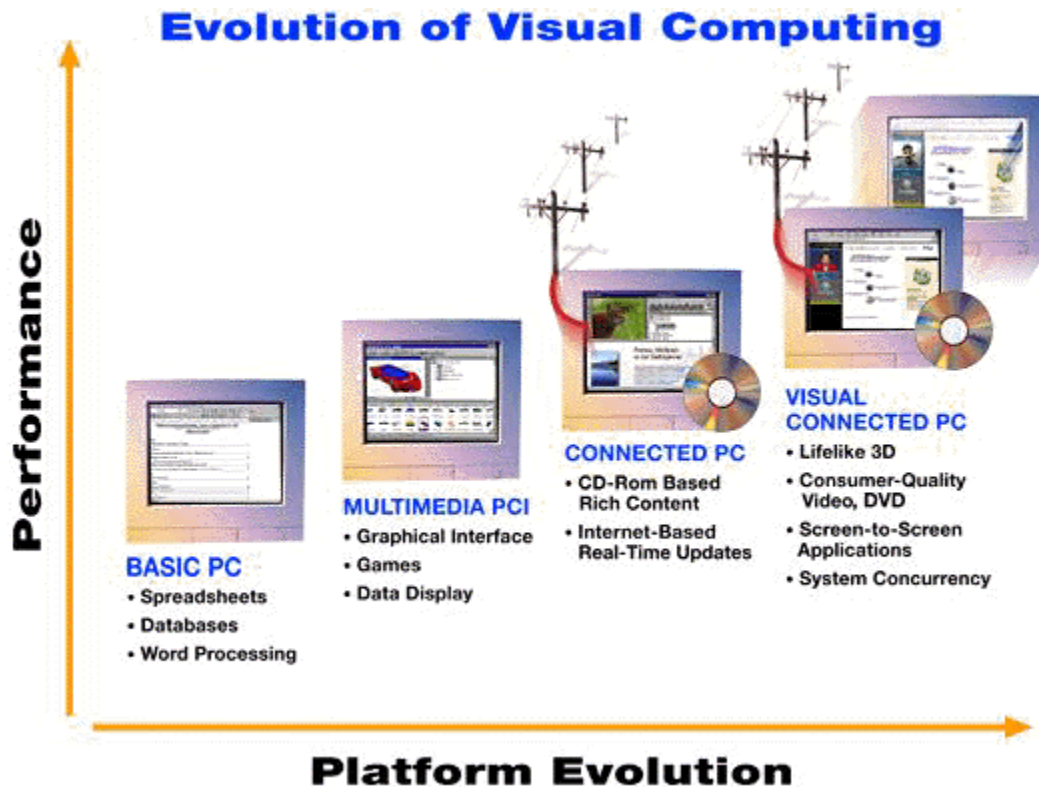 Evolution of Visual Computing
Performance
BASIC PC
• Spreadsheets
• Databases
• Word Processing
MULTIMEDIA PCI
• Graphical Interface
• Games
• Data Display
CONNECTED PC
• CD-Rom Based
Rich Content
• Internet-Based
Real-Time Updates
VISUAL
CONNECTED PC
• Lifelike 3D
• Consumer-Quality
Video, DVD
• Screen-to-Screen
Applications
• System Concurrency
Platform Evolution